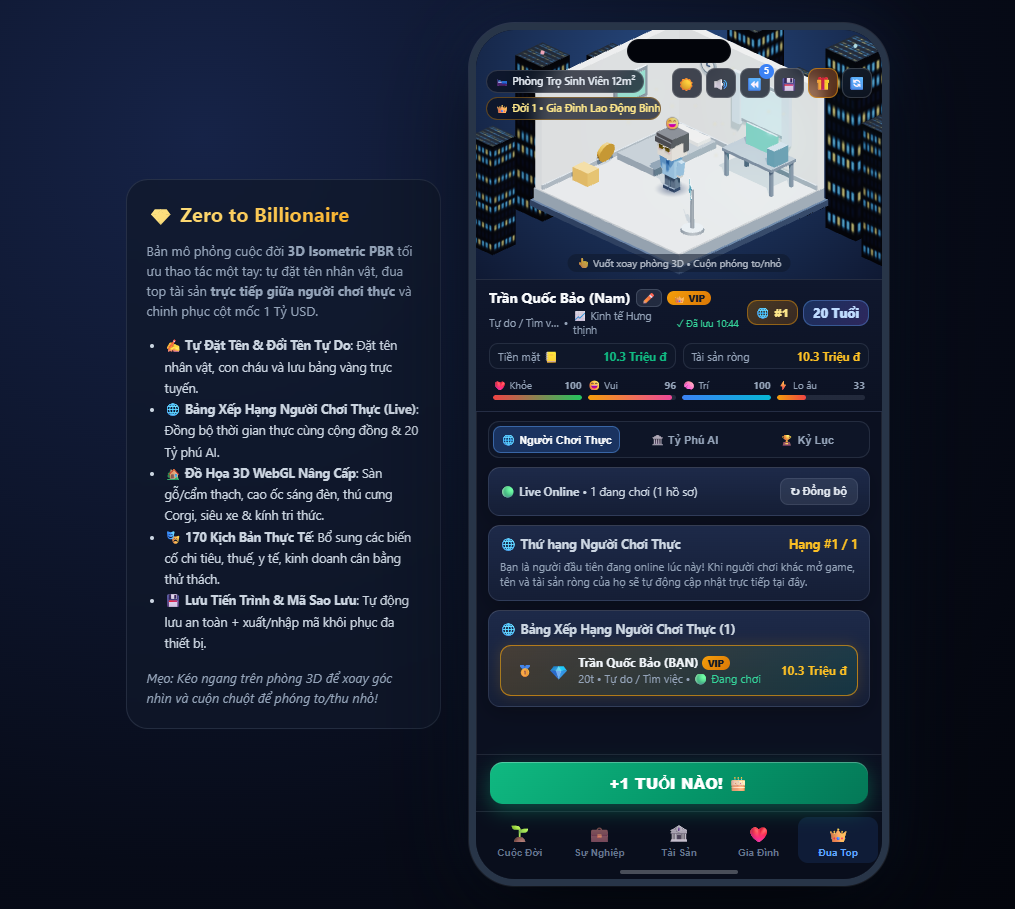 Zero to Billionaire
Bản mô phỏng cuộc đời 3D Isometric PBR tối
ưu thao tác một tay: tự đặt tên nhân vật, đua
top tài sản trực tiếp giữa người chơi thực và
chinh phục cột mốc 1 Tỷ USD.
• ✍️ Tự Đặt Tên & Đổi Tên Tự Do: Đặt tên
nhân vật, con cháu và lưu bảng vàng trực
tuyến.
• 🌐 Bảng Xếp Hạng Người Chơi Thực (Live):
Đồng bộ thời gian thực cùng cộng đồng & 20
Tỷ phú AI.
• 🏘️ Đồ Họa 3D WebGL Nâng Cấp: Sàn
gỗ/cẩm thạch, cao ốc sáng đèn, thú cưng
Corgi, siêu xe & kính tri thức.
• 🎭 170 Kịch Bản Thực Tế: Bổ sung các biến
cố chi tiêu, thuế, y tế, kinh doanh cân bằng
thử thách.
• 💾 Lưu Tiến Trình & Mã Sao Lưu: Tự động
lưu an toàn + xuất/nhập mã khôi phục đa
thiết bị.
Mẹo: Kéo ngang trên phòng 3D để xoay góc
nhìn và cuộn chuột để phóng to/thu nhỏ!
Phòng Trọ Sinh Viên 12m²
5
Đời 1 • Gia Đình Lao Động Bình
Vuốt xoay phòng 3D • Cuộn phóng to/nhỏ
Trần Quốc Bảo (Nam) VIP
#1
20 Tuổi
Tự do / Tìm v... • Kinh tế Hưng
thịnh
✓ Đã lưu 10:44
Tiền mặt 10.3 Triệu đ
Tài sản ròng 10.3 Triệu đ
Khỏe 100
Vui 96
Trí 100
Lo âu 33
Người Chơi Thực
Tỷ Phú AI
Kỷ Lục
Live Online • 1 đang chơi (1 hồ sơ)
↻ Đồng bộ
Thứ hạng Người Chơi Thực
Hạng #1 / 1
Bạn là người đầu tiên đang online lúc này! Khi người chơi khác mở game,
tên và tài sản ròng của họ sẽ tự động cập nhật trực tiếp tại đây.
Bảng Xếp Hạng Người Chơi Thực (1)
Trần Quốc Bảo (BẠN) VIP
20t • Tự do / Tìm việc • Đang chơi
10.3 Triệu đ
+1 TUỔI NÀO!
Cuộc Đời
Sự Nghiệp
Tài Sản
Gia Đình
Đua Top